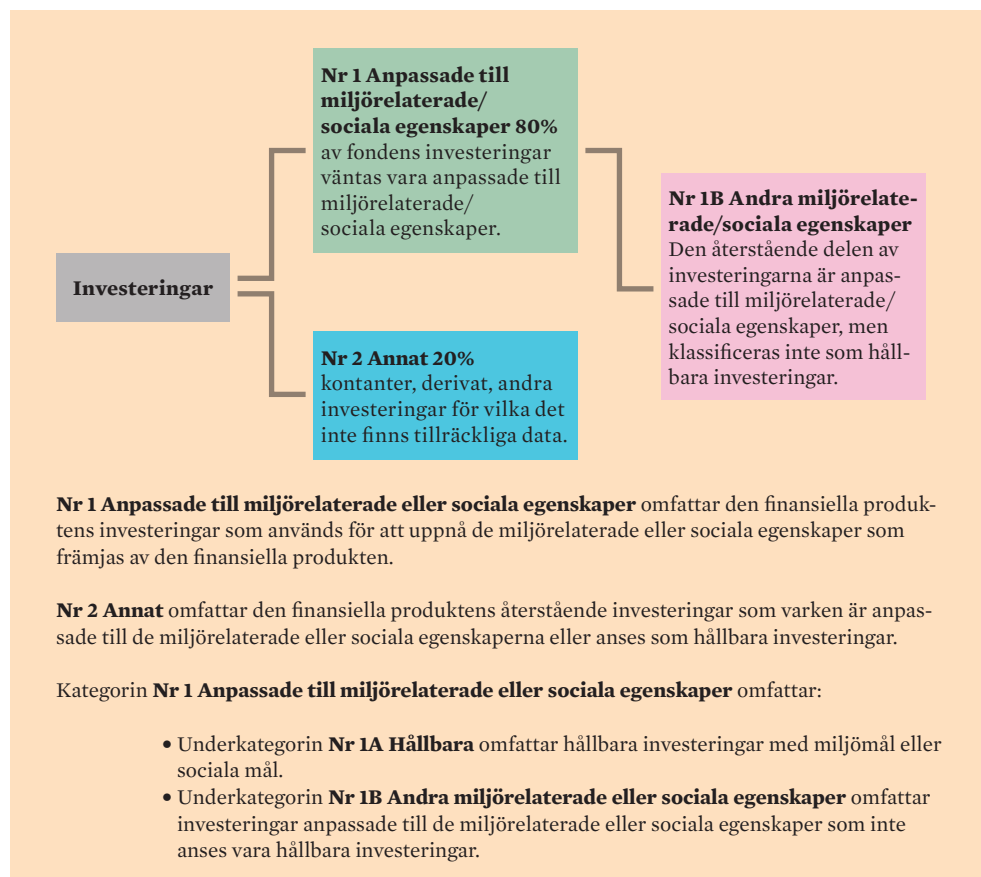 Nr 1 Anpassade till
miljörelaterade/
sociala egenskaper 80%
av fondens investeringar
väntas vara anpassade till
miljörelaterade/
sociala egenskaper.
Nr 1B Andra miljörelate-
rade/sociala egenskaper
Den återstående delen av
investeringarna är anpas-
sade till miljörelaterade/
sociala egenskaper, men
klassificeras inte som håll-
bara investeringar.
Investeringar
Nr 2 Annat 20%
kontanter, derivat, andra
investeringar för vilka det
inte finns tillräckliga data.
Nr 1 Anpassade till miljörelaterade eller sociala egenskaper omfattar den finansiella produk-
tens investeringar som används för att uppnå de miljörelaterade eller sociala egenskaper som
främjas av den finansiella produkten.
Nr 2 Annat omfattar den finansiella produktens återstående investeringar som varken är anpas-
sade till de miljörelaterade eller sociala egenskaperna eller anses som hållbara investeringar.
Kategorin Nr 1 Anpassade till miljörelaterade eller sociala egenskaper omfattar:
• Underkategorin Nr 1A Hållbara omfattar hållbara investeringar med miljömål eller
sociala mål.
• Underkategorin Nr 1B Andra miljörelaterade eller sociala egenskaper omfattar
investeringar anpassade till de miljörelaterade eller sociala egenskaper som inte
anses vara hållbara investeringar.